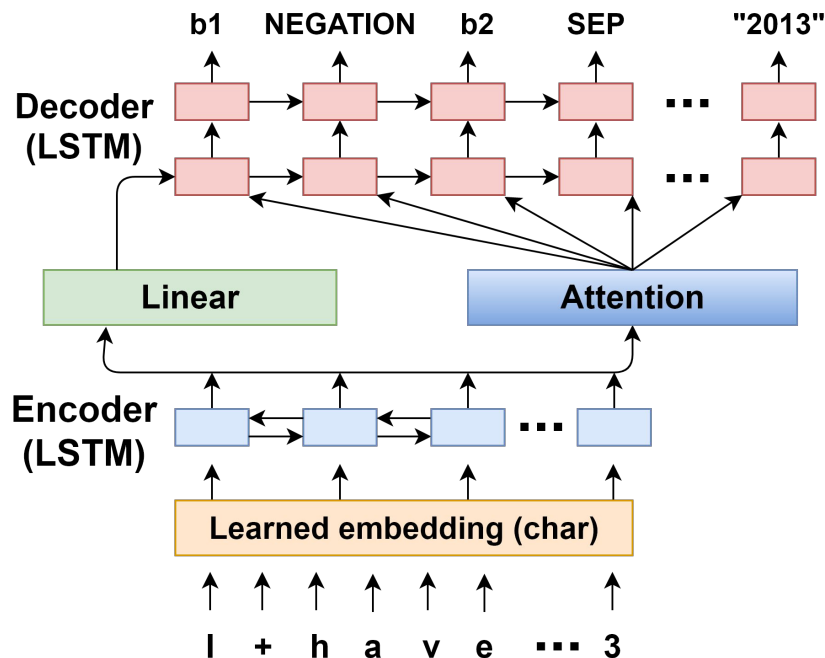 b1 NEGATION b2 SEP "2013"
Decoder
(LSTM)
Linear
Attention
Encoder
(LSTM)
Learned embedding (char)
I + h a v e ... 3